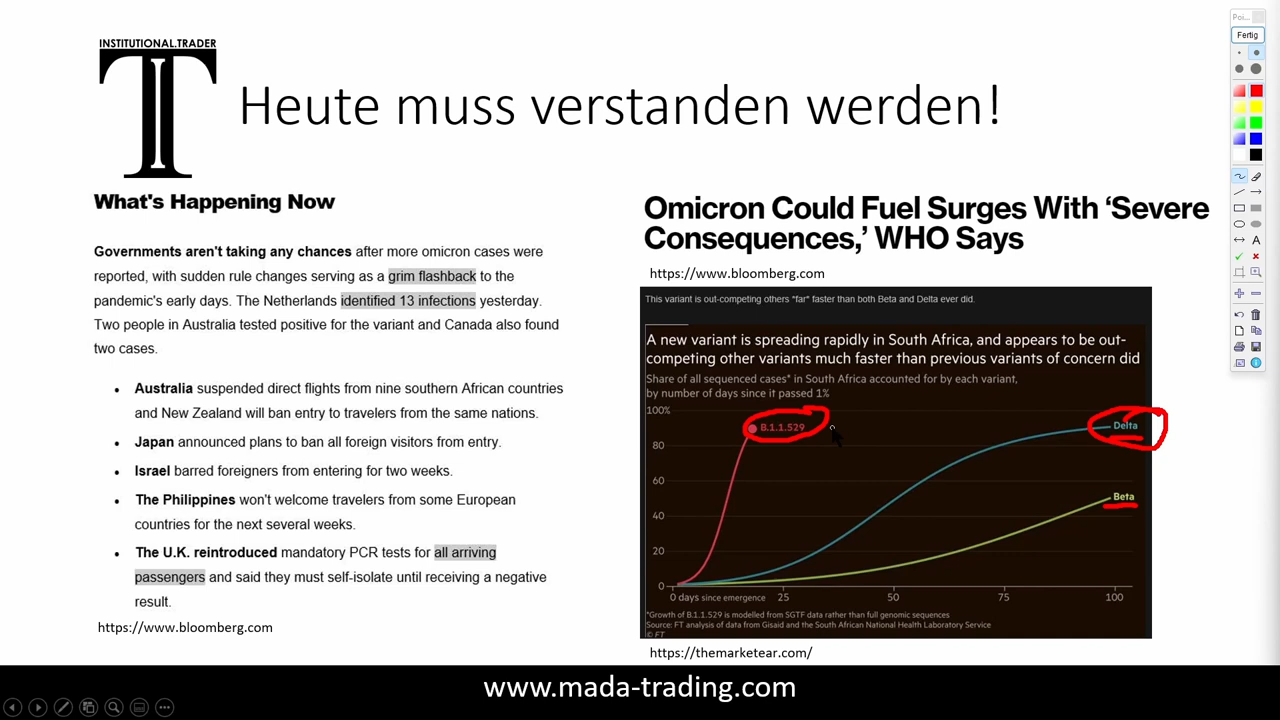 INSTITUTIONAL.TRADER
T
Heute muss verstanden werden!
What's Happening Now
Governments aren't taking any chances after more omicron cases were
reported, with sudden rule changes serving as a grim flashback to the
pandemic's early days. The Netherlands identified 13 infections yesterday.
Two people in Australia tested positive for the variant and Canada also found
two cases.
• Australia suspended direct flights from nine southern African countries
and New Zealand will ban entry to travelers from the same nations.
• Japan announced plans to ban all foreign visitors from entry.
• Israel barred foreigners from entering for two weeks.
• The Philippines won't welcome travelers from some European
countries for the next several weeks.
• The U.K. reintroduced mandatory PCR tests for all arriving
passengers and said they must self-isolate until receiving a negative
result.
https://www.bloomberg.com
Omicron Could Fuel Surges With ‘Severe
Consequences,’ WHO Says
https://www.bloomberg.com
This variant is out-competing others "far" faster than both Beta and Delta ever did.
A new variant is spreading rapidly in South Africa, and appears to be out-
competing other variants much faster than previous variants of concern did
Share of all sequenced cases* in South Africa accounted for by each variant,
by number of days since it passed 1%
100%
80
60
40
20
0
B.1.1.529
Delta
Beta
0 days since emergence 25 50 75 100
*Growth of B.1.1.529 is modelled from SGTF data rather than full genomic sequences.
Source: FT analysis of data from Gisaid and the South African National Health Laboratory Service
© FT
https://themarketear.com/
www.mada-trading.com
Poi...
Fertig
A